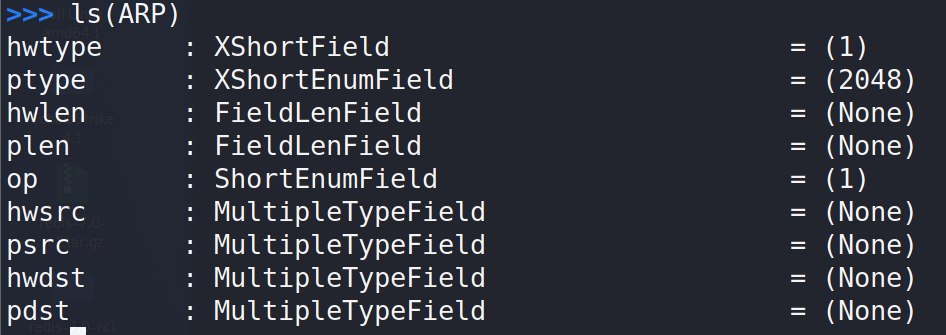 >>> ls(ARP)
hwtype     : XShortField                         = (1)
ptype      : XShortEnumField                     = (2048)
hwlen      : FieldLenField                       = (None)
plen       : FieldLenField                       = (None)
op         : ShortEnumField                      = (1)
hwsrc      : MultipleTypeField                   = (None)
psrc       : MultipleTypeField                   = (None)
hwdst      : MultipleTypeField                   = (None)
pdst       : MultipleTypeField                   = (None)